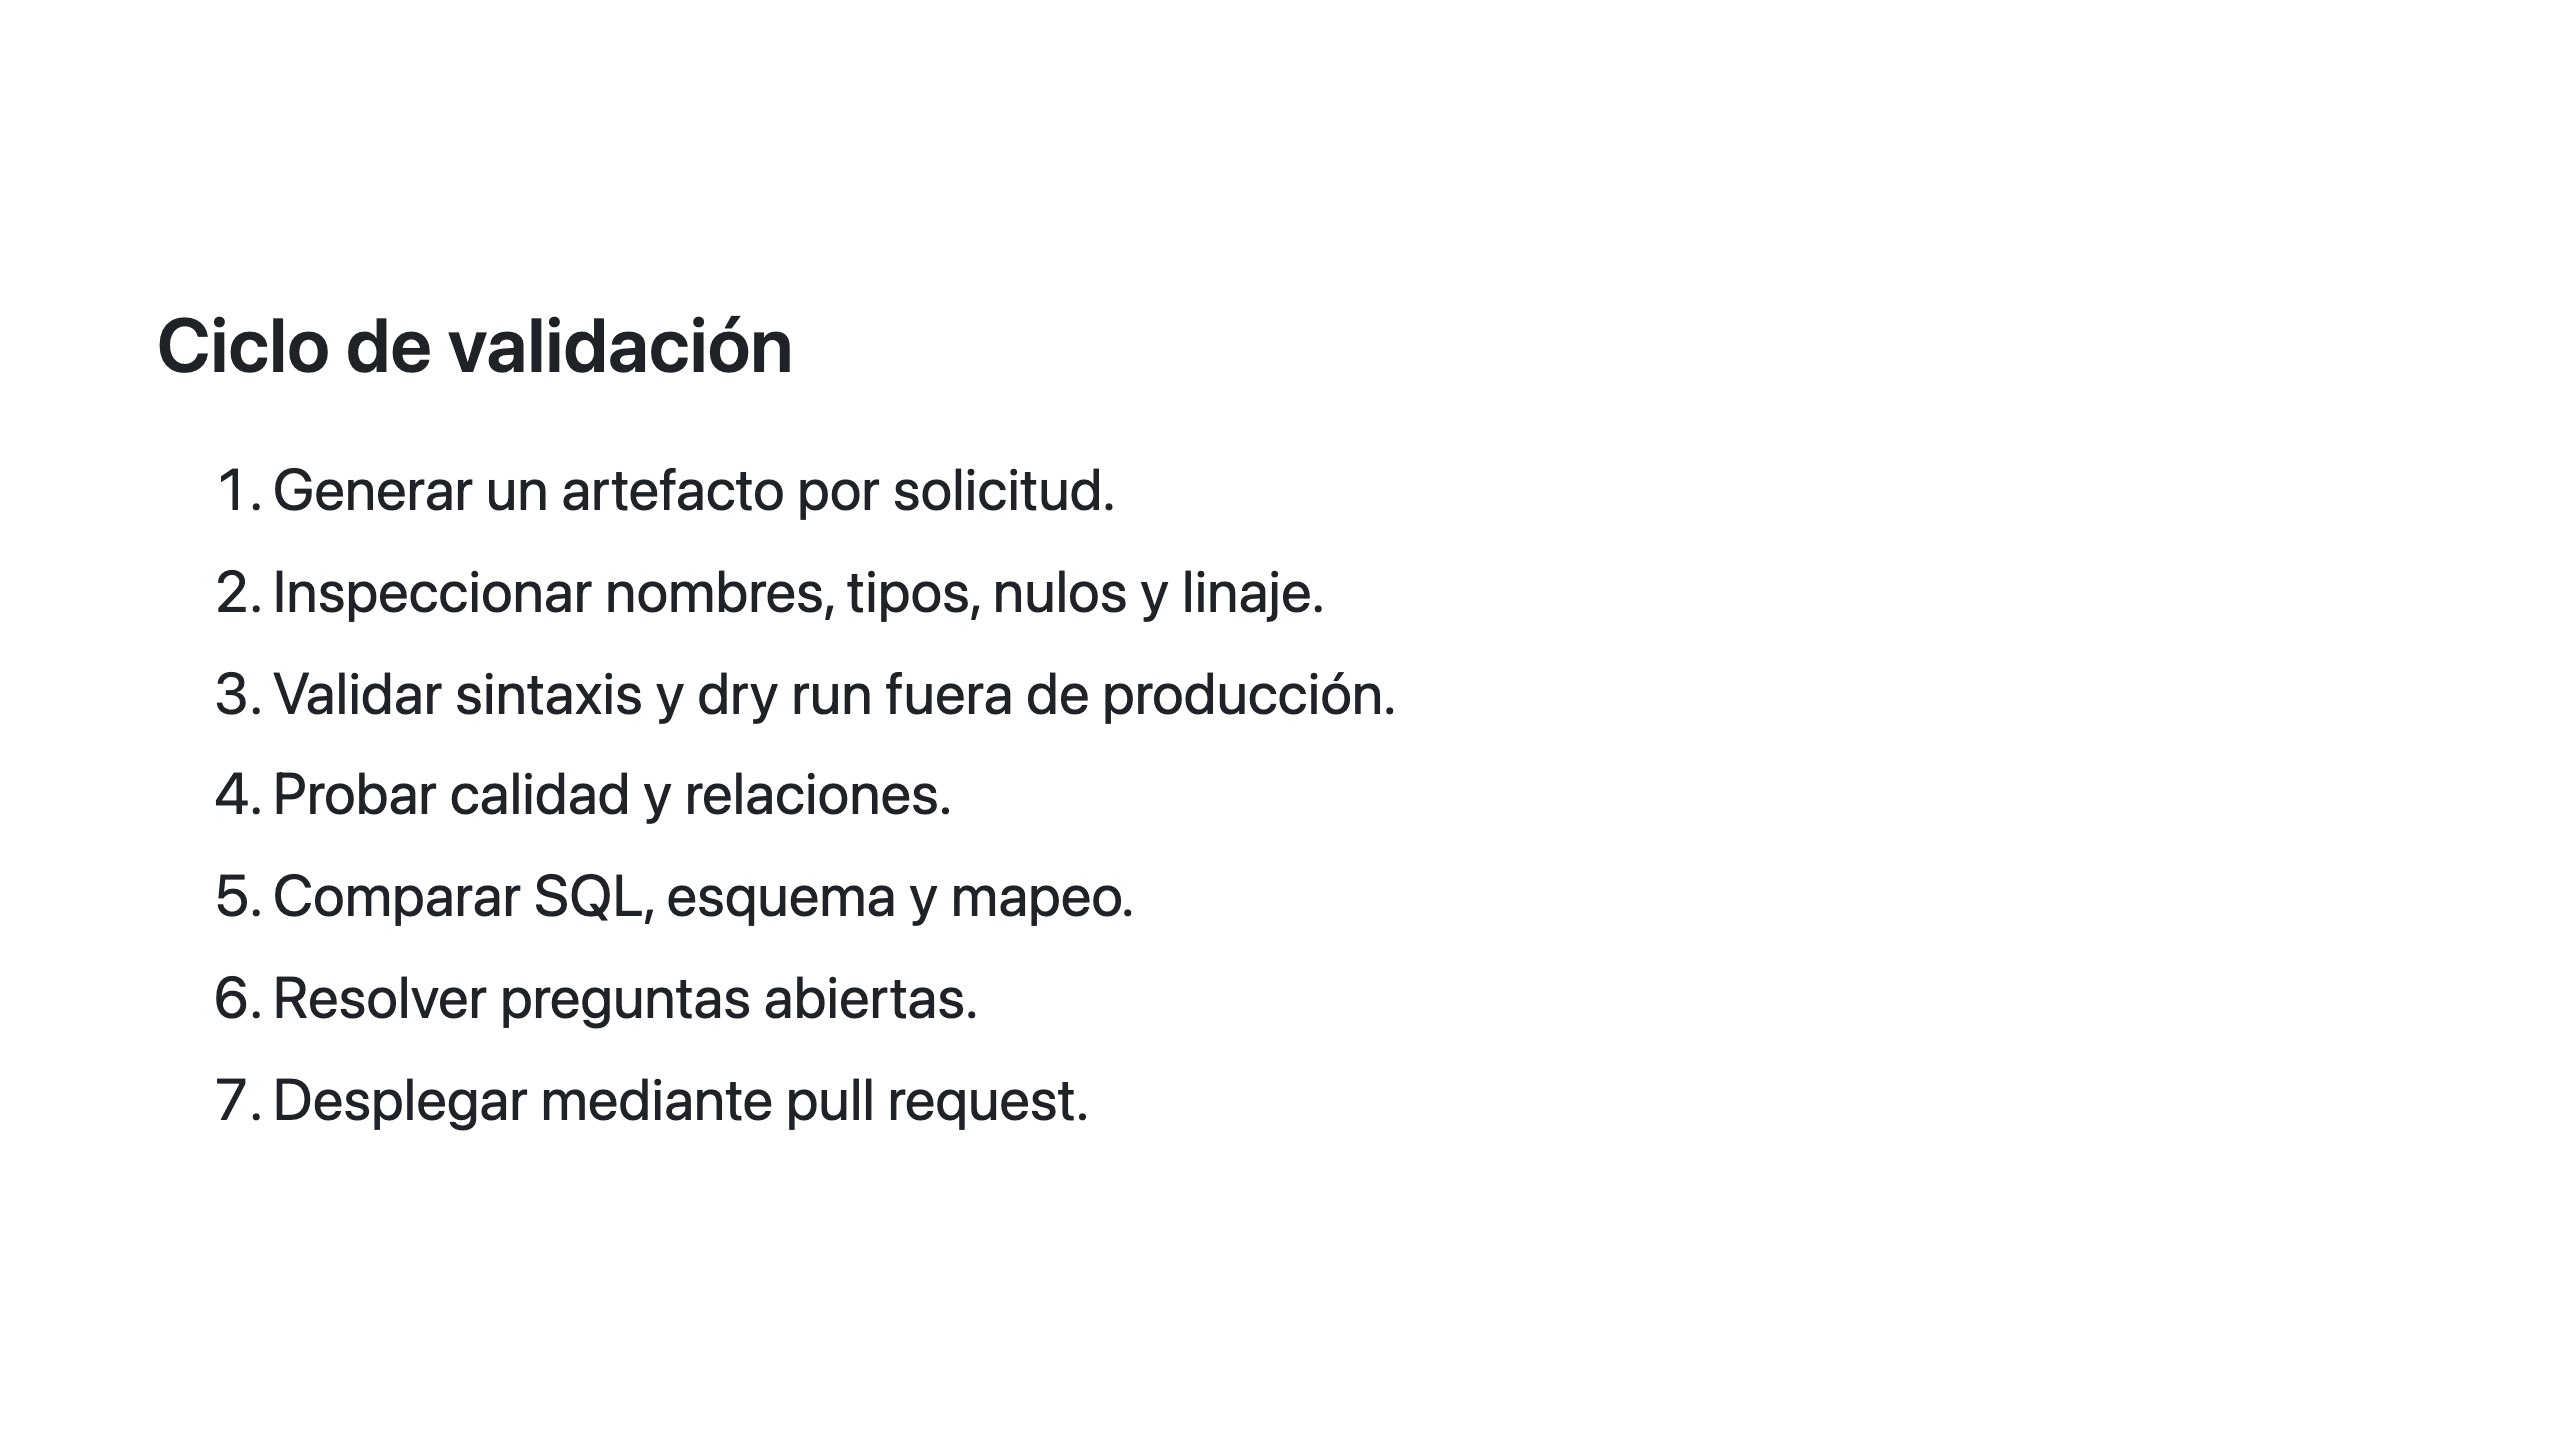 Ciclo de validación
1. Generar un artefacto por solicitud.
2. Inspeccionar nombres, tipos, nulos y linaje.
3. Validar sintaxis y dry run fuera de producción.
4. Probar calidad y relaciones.
5. Comparar SQL, esquema y mapeo.
6. Resolver preguntas abiertas.
7. Desplegar mediante pull request.